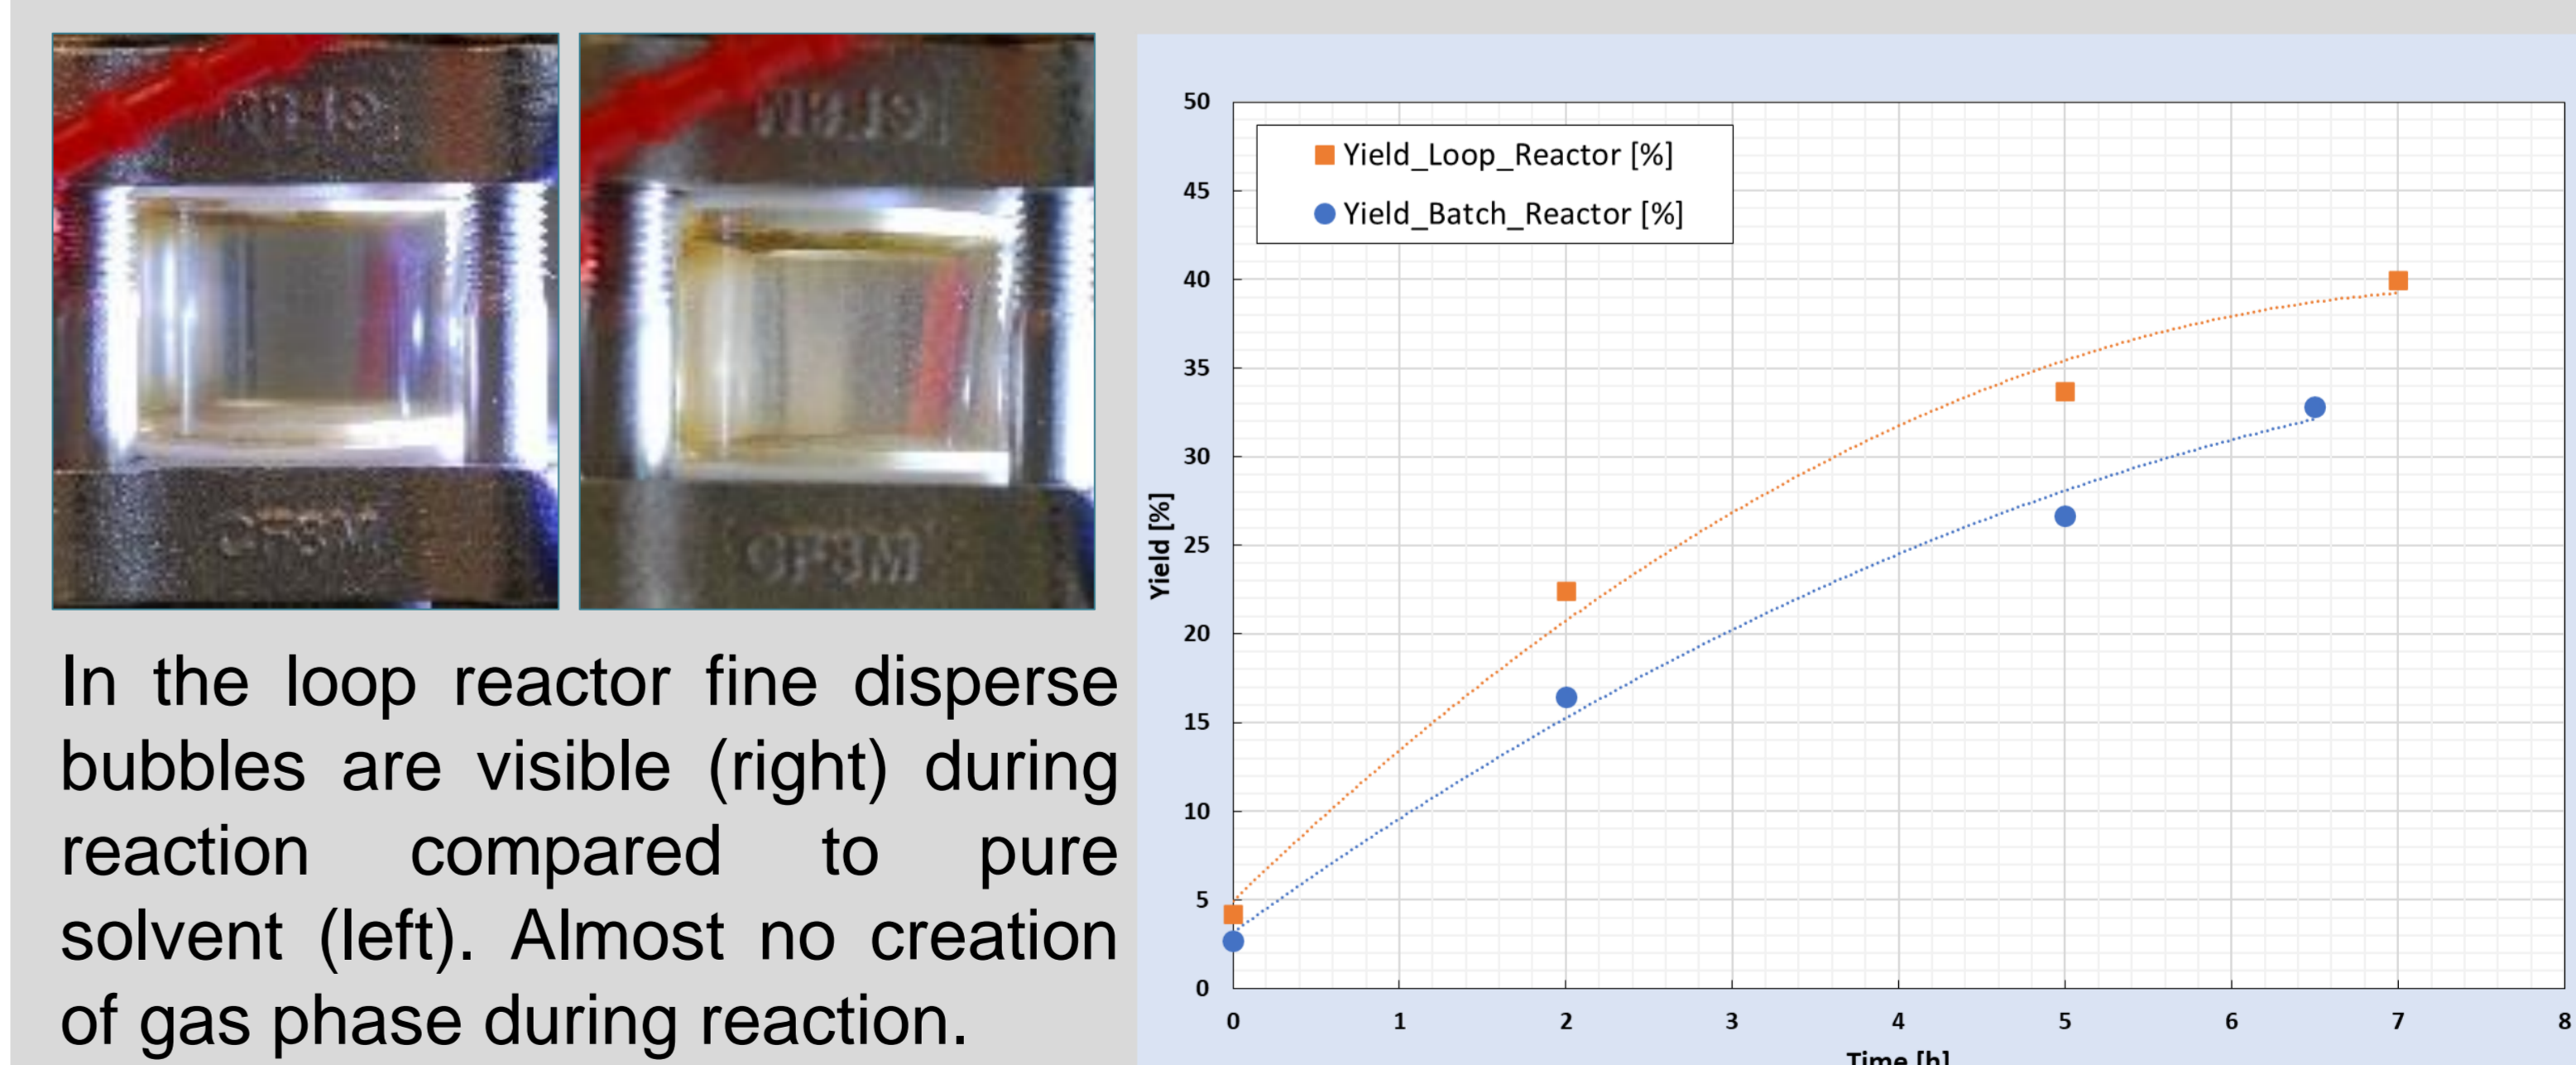 CP3M
In the loop reactor fine disperse
bubbles are visible (right) during
reaction compared to pure
solvent (left). Almost no creation
of gas phase during reaction.
50
45
40
35
30
25
20
15
10
5
0
Yield [%]
Yield_Loop_Reactor [%]
Yield_Batch_Reactor [%]
0 1 2 3 4 5 6 7 8
Time [h]